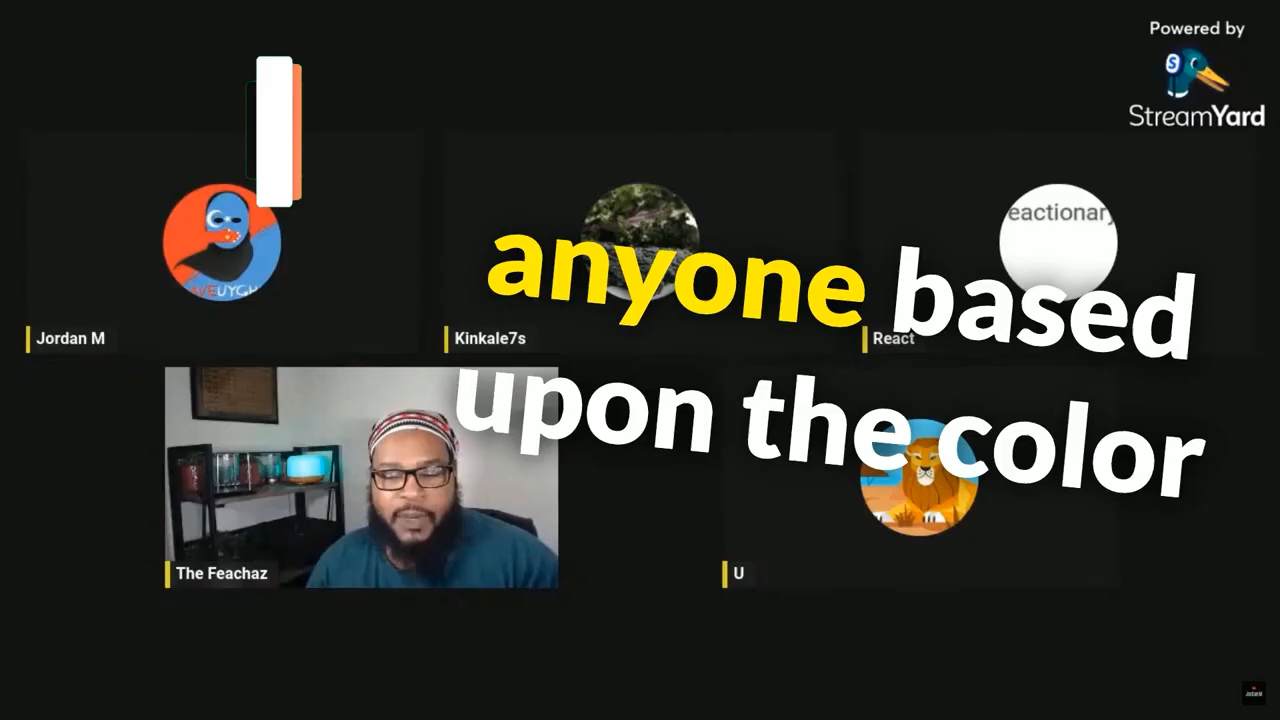 Powered by
StreamYard
eactionary
Jordan M
Kinkale7s
React
anyone based
upon the color
The Feachaz
U